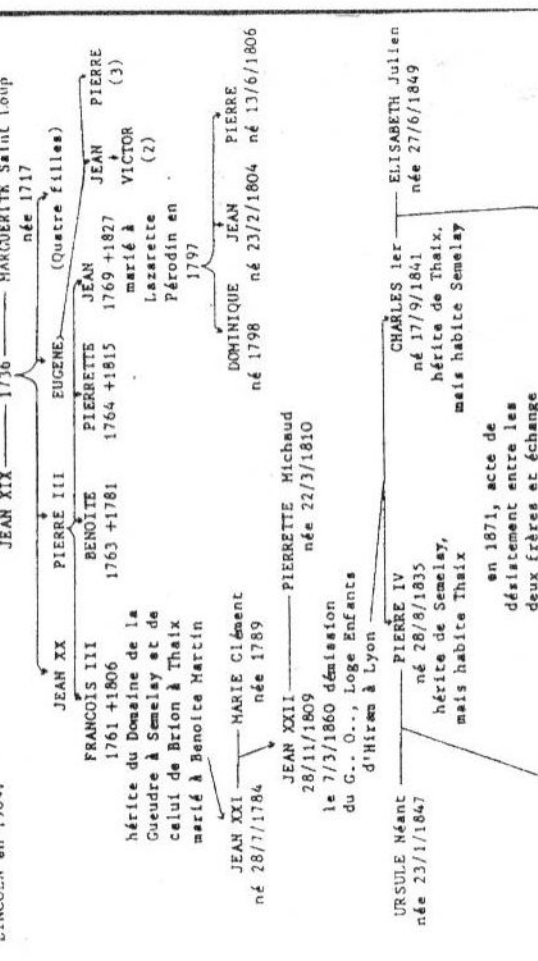 JEAN XIX 1736 MARGUERITE Saint Loup
née 1717
JEAN XX PIERRE III EUGENE, (Quatre filles)
FRANCOIS III BENOITE PIERRETTE JEAN JEAN PIERRE
1761 +1806 1763 +1781 1764 +1815 1769 +1827 VICTOR (3)
hérite du Domaine de la marié à (2)
Gueudre à Semelay et de Lazarette
celui de Brion à Thaix Pérodin en
marié à Benoite Martin 1797
DOMINIQUE JEAN PIERRE
né 1798 né 23/2/1804 né 13/6/1806
JEAN XXI MARIE Clément
né 28/7/1784 née 1789
JEAN XXII PIERRETTE Michaud
28/11/1809 née 22/3/1810
le 7/3/1860 démission
du G.. O.., Loge Enfants
d'Hiram à Lyon
URSULE Néant PIERRE IV CHARLES 1er ELISABETH Julien
née 23/1/1847 né 28/8/1835 né 17/9/1841 née 27/6/1849
hérite de Semelay, hérite de Thaix,
mais habite Thaix mais habite Semelay
en 1871, acte de
désistement entre les
deux frères et échange